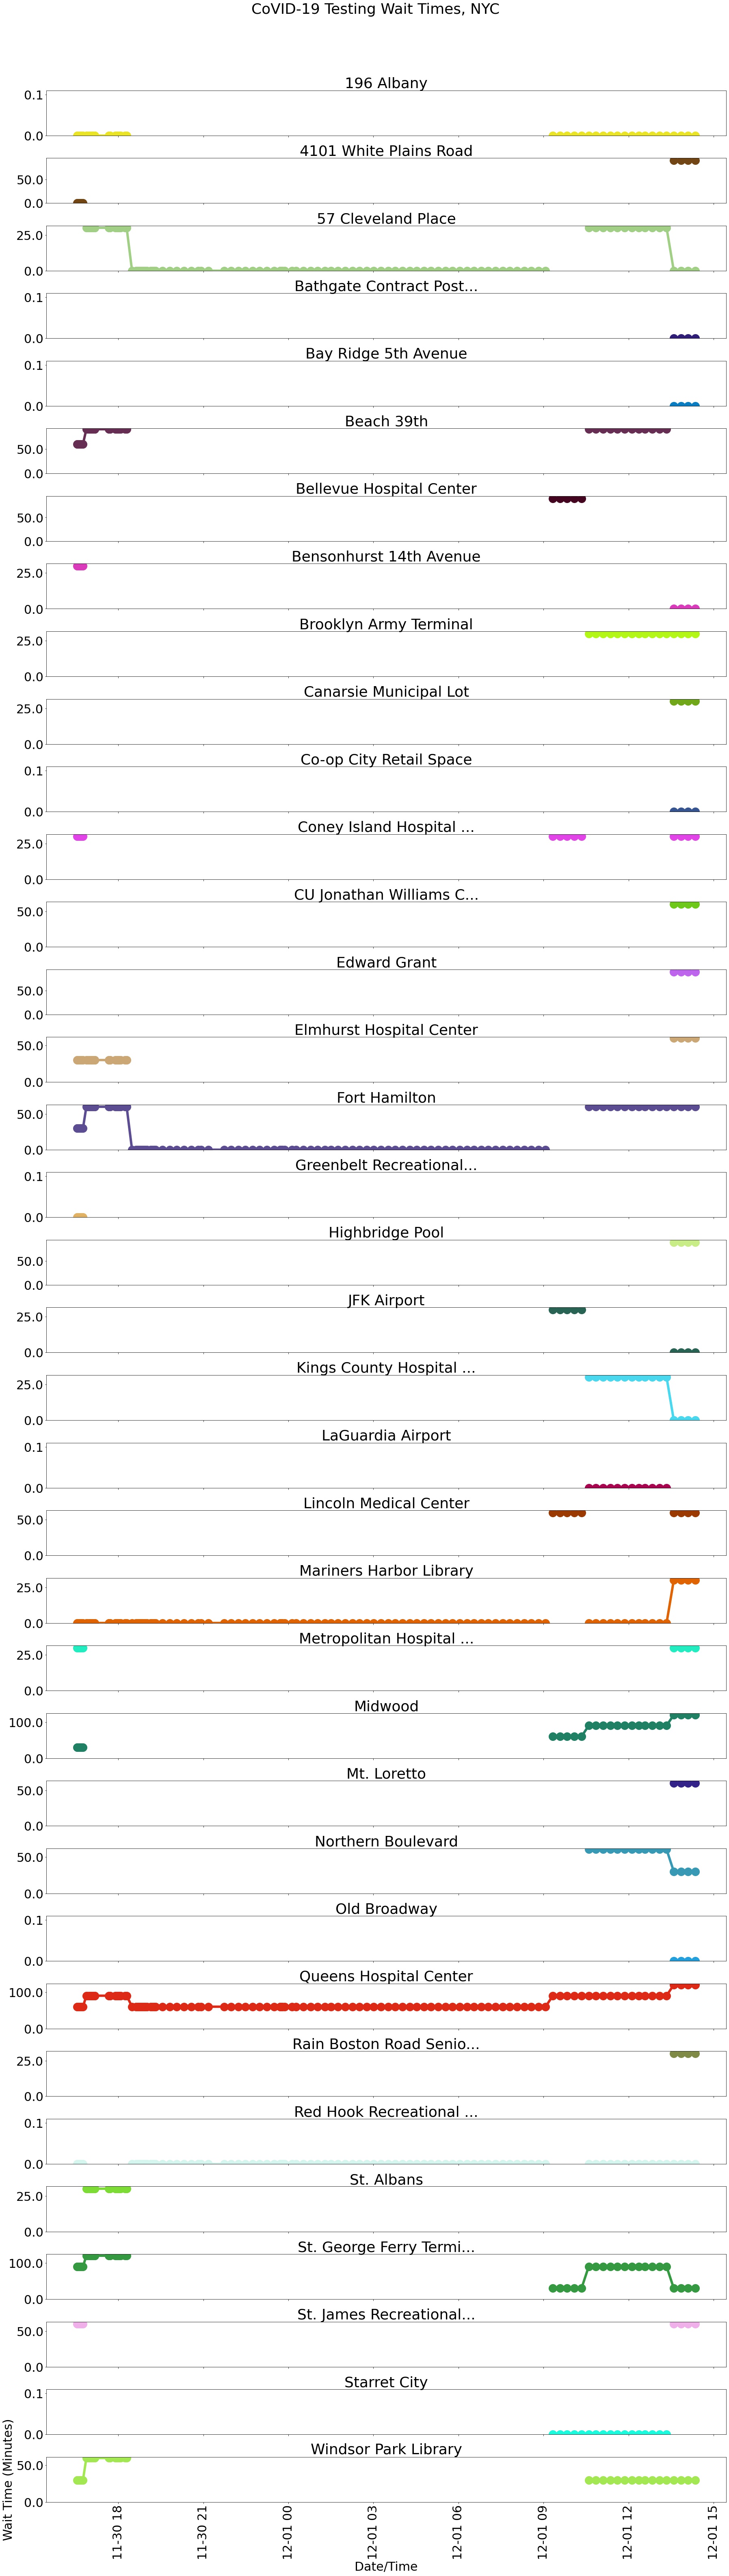 CoVID-19 Testing Wait Times, NYC
196 Albany
0.1
0.0
4101 White Plains Road
50.0
0.0
57 Cleveland Place
25.0
0.0
Bathgate Contract Post...
0.1
0.0
Bay Ridge 5th Avenue
0.1
0.0
Beach 39th
50.0
0.0
Bellevue Hospital Center
50.0
0.0
Bensonhurst 14th Avenue
25.0
0.0
Brooklyn Army Terminal
25.0
0.0
Canarsie Municipal Lot
25.0
0.0
Co-op City Retail Space
0.1
0.0
Coney Island Hospital ...
25.0
0.0
CU Jonathan Williams C...
50.0
0.0
Edward Grant
50.0
0.0
Elmhurst Hospital Center
50.0
0.0
Fort Hamilton
50.0
0.0
Greenbelt Recreational...
0.1
0.0
Highbridge Pool
50.0
0.0
JFK Airport
25.0
0.0
Kings County Hospital ...
25.0
0.0
LaGuardia Airport
0.1
0.0
Lincoln Medical Center
50.0
0.0
Mariners Harbor Library
25.0
0.0
Metropolitan Hospital ...
25.0
0.0
Midwood
100.0
0.0
Mt. Loretto
50.0
0.0
Northern Boulevard
50.0
0.0
Old Broadway
0.1
0.0
Queens Hospital Center
100.0
0.0
Rain Boston Road Senio...
25.0
0.0
Red Hook Recreational ...
0.1
0.0
St. Albans
25.0
0.0
St. George Ferry Termi...
100.0
0.0
St. James Recreational...
50.0
0.0
Starret City
0.1
0.0
Windsor Park Library
50.0
0.0
Wait Time (Minutes)
11-30 18
11-30 21
12-01 00
12-01 03
12-01 06
12-01 09
12-01 12
12-01 15
Date/Time